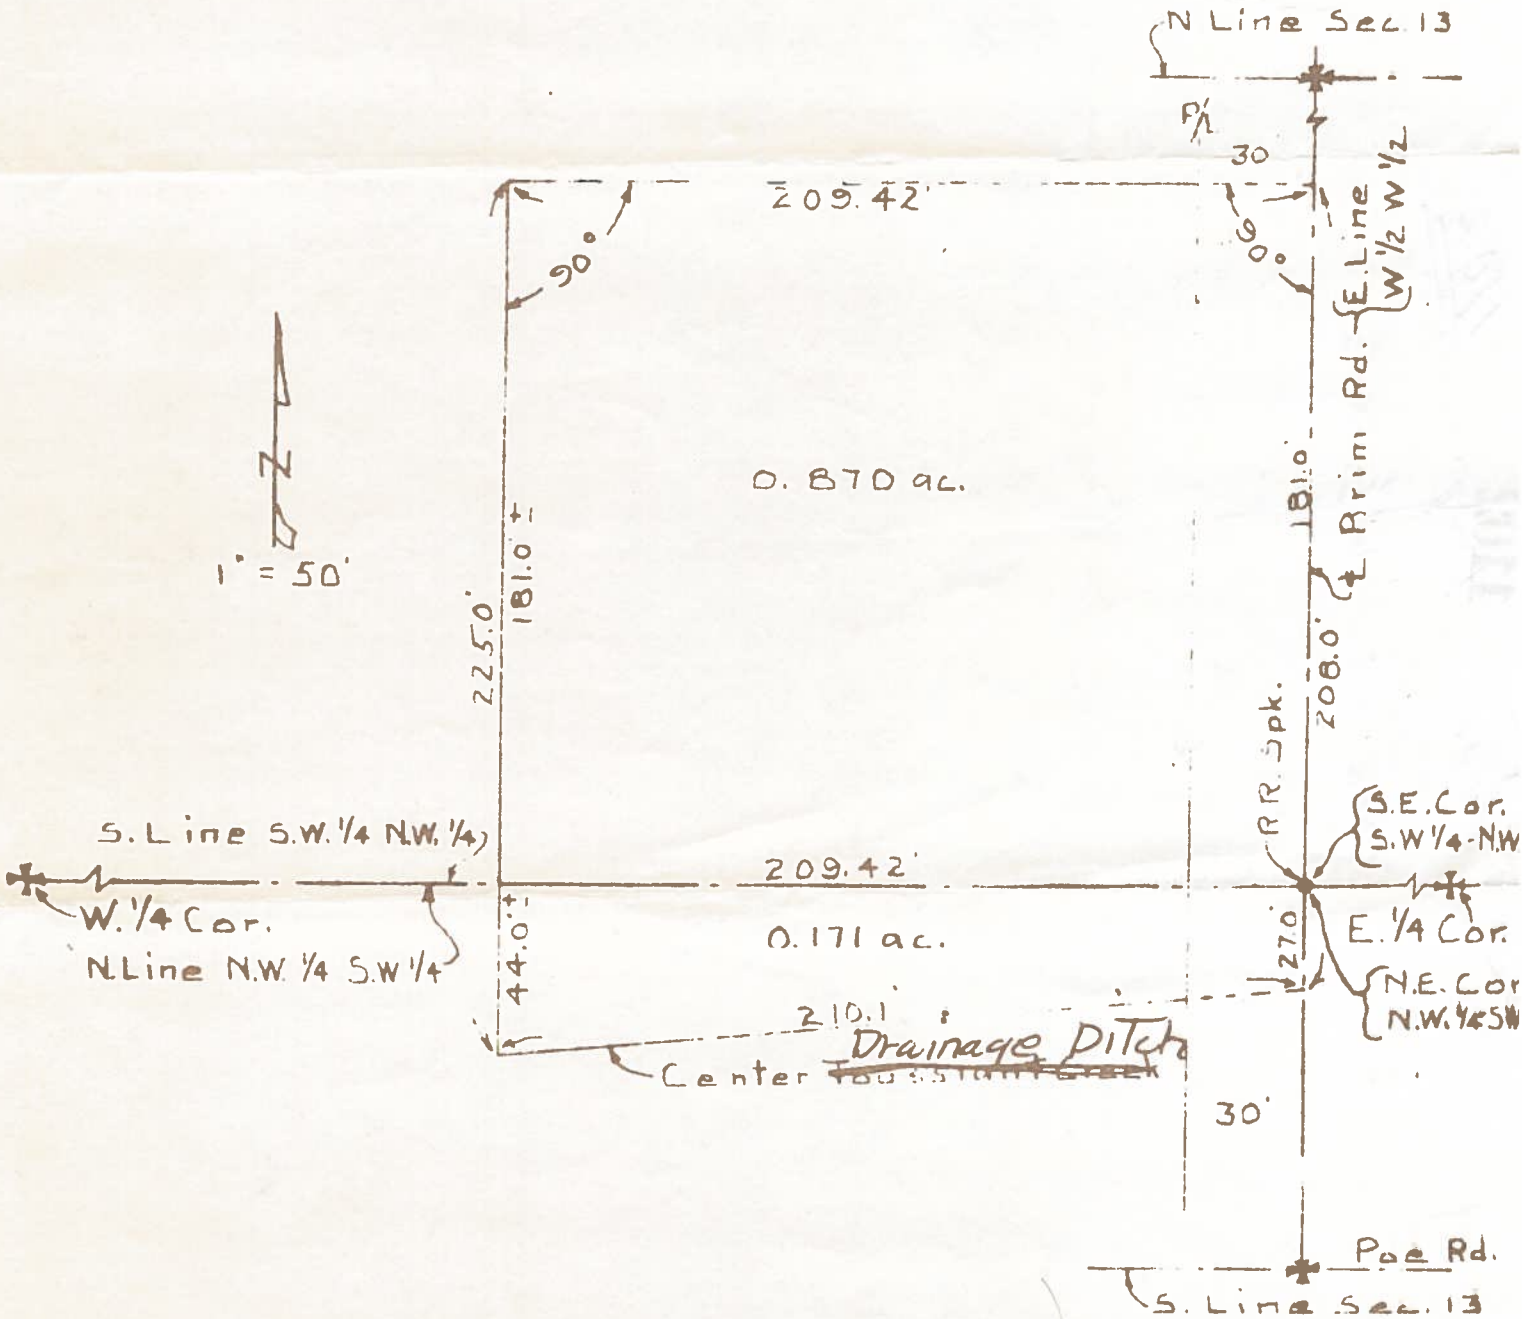 N Line Sec. 13
P/L
30
209.42'
90°
90°
E. Line
W 1/2 W 1/2
℄ Brim Rd.
0.870 ac.
181.0'
N
1" = 50'
181.0' ±
225.0'
208.0'
R.R. Spk.
S.E. Cor.
S.W 1/4-N.W
S. Line S.W. 1/4 N.W. 1/4
209.42'
W. 1/4 Cor.
E. 1/4 Cor.
N. Line N.W. 1/4 S.W 1/4
44.0' ±
0.171 ac.
27.0'
N.E. Cor
N.W. 1/4 SW
210.1'
Center Drainage Ditch
Toussaint Creek
30'
Poe Rd.
S. Line Sec. 13